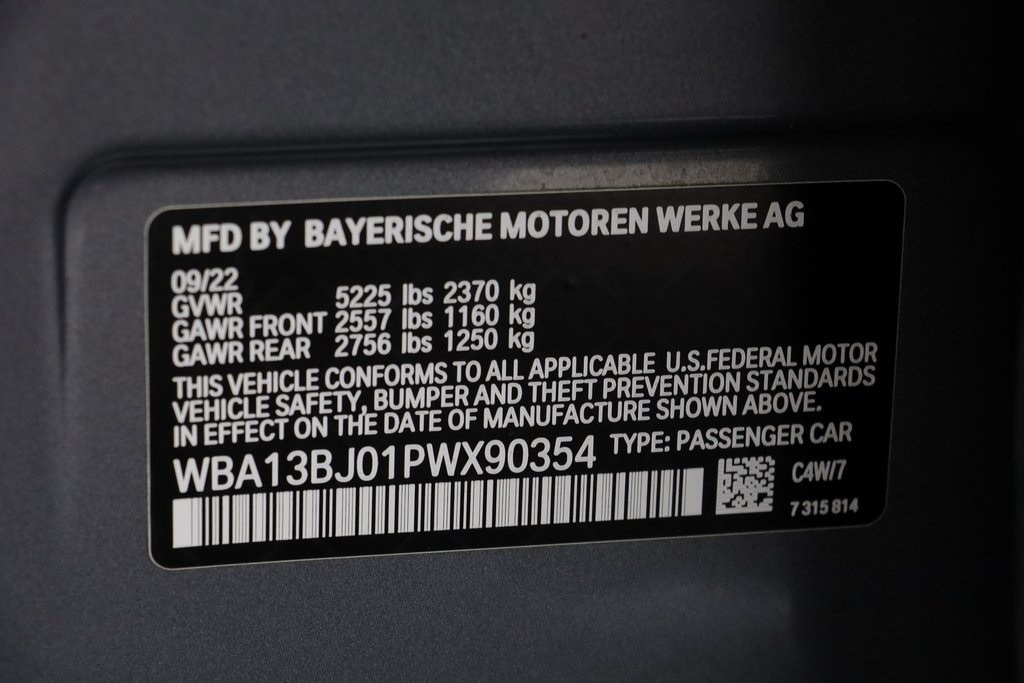 MFD BY BAYERISCHE MOTOREN WERKE AG
09/22
GVWR 5225 lbs 2370 kg
GAWR FRONT 2557 lbs 1160 kg
GAWR REAR 2756 lbs 1250 kg
THIS VEHICLE CONFORMS TO ALL APPLICABLE U.S.FEDERAL MOTOR
VEHICLE SAFETY, BUMPER AND THEFT PREVENTION STANDARDS
IN EFFECT ON THE DATE OF MANUFACTURE SHOWN ABOVE.
WBA13BJ01PWX90354 TYPE: PASSENGER CAR
C4W/7
7 315 814